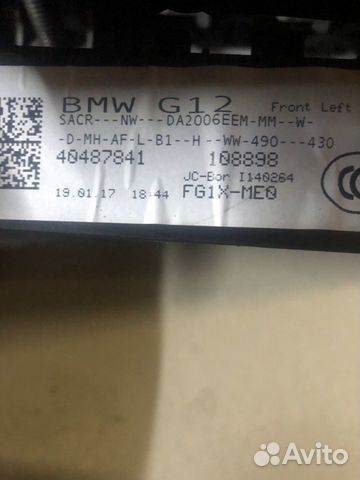 BMW G12 Front Left
SACR---NW---DA2006EEM-MM--W-
-D-MH-AF-L-B1--H--WW-490---430
40487841 108898
JC-Bor I140264
19.01.17 18:44 FG1X-ME0
Avito